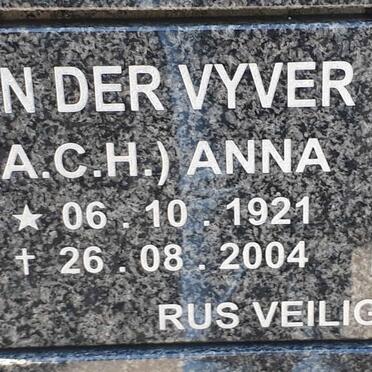 N DER VYVER
A.C.H.) ANNA
★ 06 . 10 . 1921
† 26 . 08 . 2004
RUS VEILIG